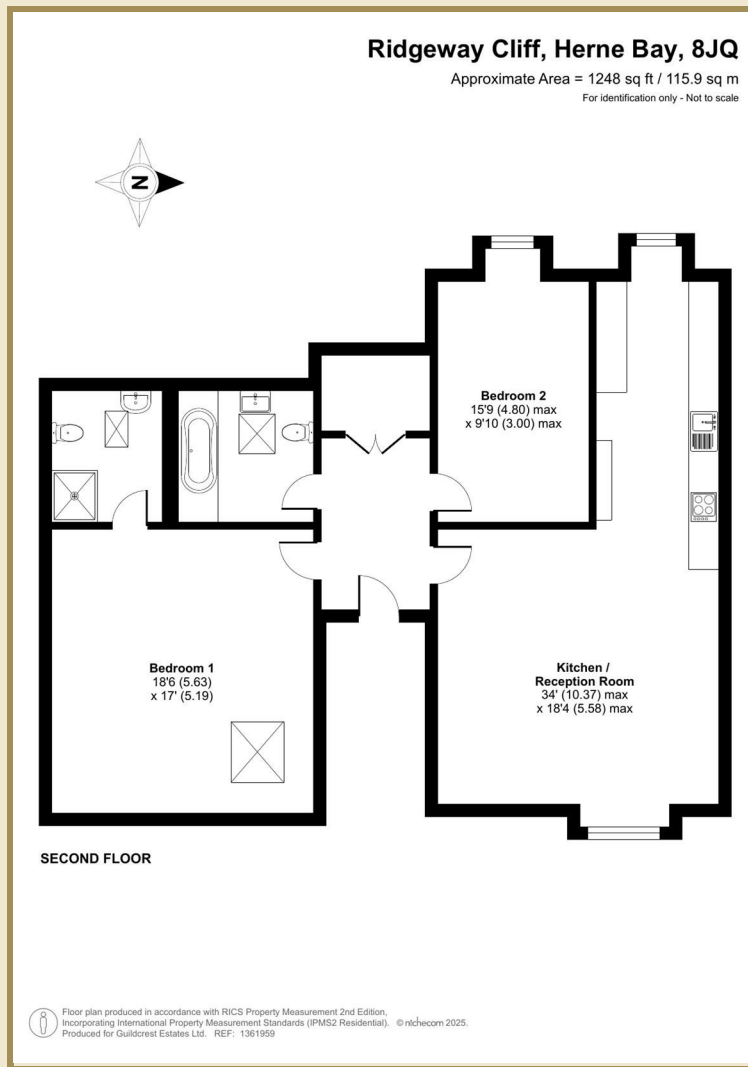 Ridgeway Cliff, Herne Bay, 8JQ
Approximate Area = 1248 sq ft / 115.9 sq m
For identification only - Not to scale
N
Bedroom 2
15'9 (4.80) max
x 9'10 (3.00) max
Bedroom 1
18'6 (5.63)
x 17' (5.19)
Kitchen /
Reception Room
34' (10.37) max
x 18'4 (5.58) max
SECOND FLOOR
Floor plan produced in accordance with RICS Property Measurement 2nd Edition,
Incorporating International Property Measurement Standards (IPMS2 Residential). © nichecom 2025.
Produced for Guildcrest Estates Ltd. REF: 1361959